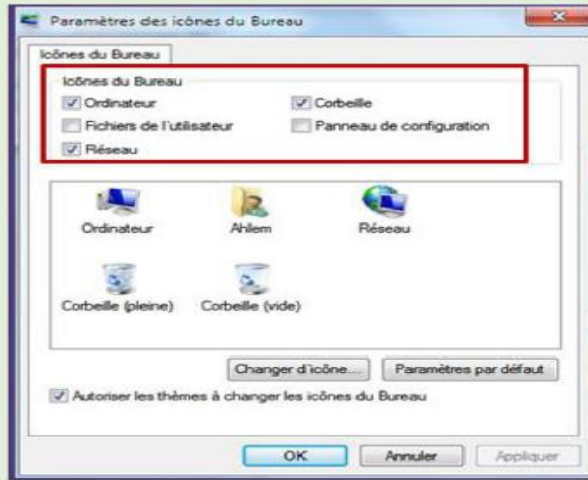 Paramètres des icônes du Bureau
Icônes du Bureau
Icônes du Bureau
Ordinateur
Corbeille
Fichiers de l'utilisateur
Panneau de configuration
Réseau
Ordinateur
Ahlem
Réseau
Corbeille (pleine)
Corbeille (vide)
Changer d'icône...
Paramètres par défaut
Autoriser les thèmes à changer les icônes du Bureau
OK
Annuler
Appliquer